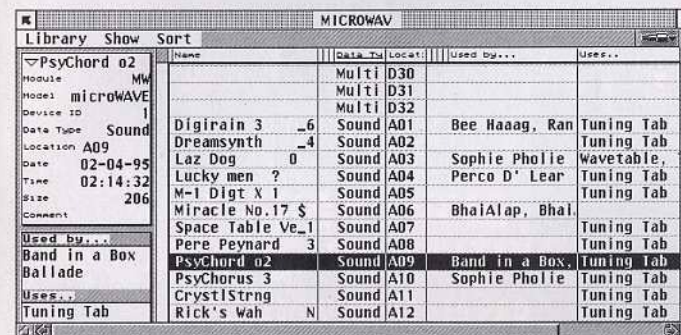 MICROWAV
Library Show Sort
PsyChord o2
Module MW
Model microWAVE
Device ID 1
Data Type Sound
Location A09
Date 02-04-95
Time 02:14:32
Size 206
Comment
Used by...
Band in a Box
Ballade
Uses..
Tuning Tab
Name Data Ty Locat: Used by... Uses..
Multi D30
Multi D31
Multi D32
Digirain 3 _6 Sound A01 Bee Haaag, Ran Tuning Tab
Dreamsynth _4 Sound A02 Tuning Tab
Laz Dog 0 Sound A03 Sophie Pholie Wavetable,
Lucky men ? Sound A04 Perco D' Lear Tuning Tab
M-1 Digt X 1 Sound A05 Tuning Tab
Miracle No.17 $ Sound A06 BhaiAlap, Bhai.
Space Table Ve_1 Sound A07 Tuning Tab
Pere Peynard 3 Sound A08 Tuning Tab
PsyChord o2 Sound A09 Band in a Box, Tuning Tab
PsyChorus 3 Sound A10 Sophie Pholie Tuning Tab
CrystlStrng Sound A11 Tuning Tab
Rick's Wah N Sound A12 Tuning Tab